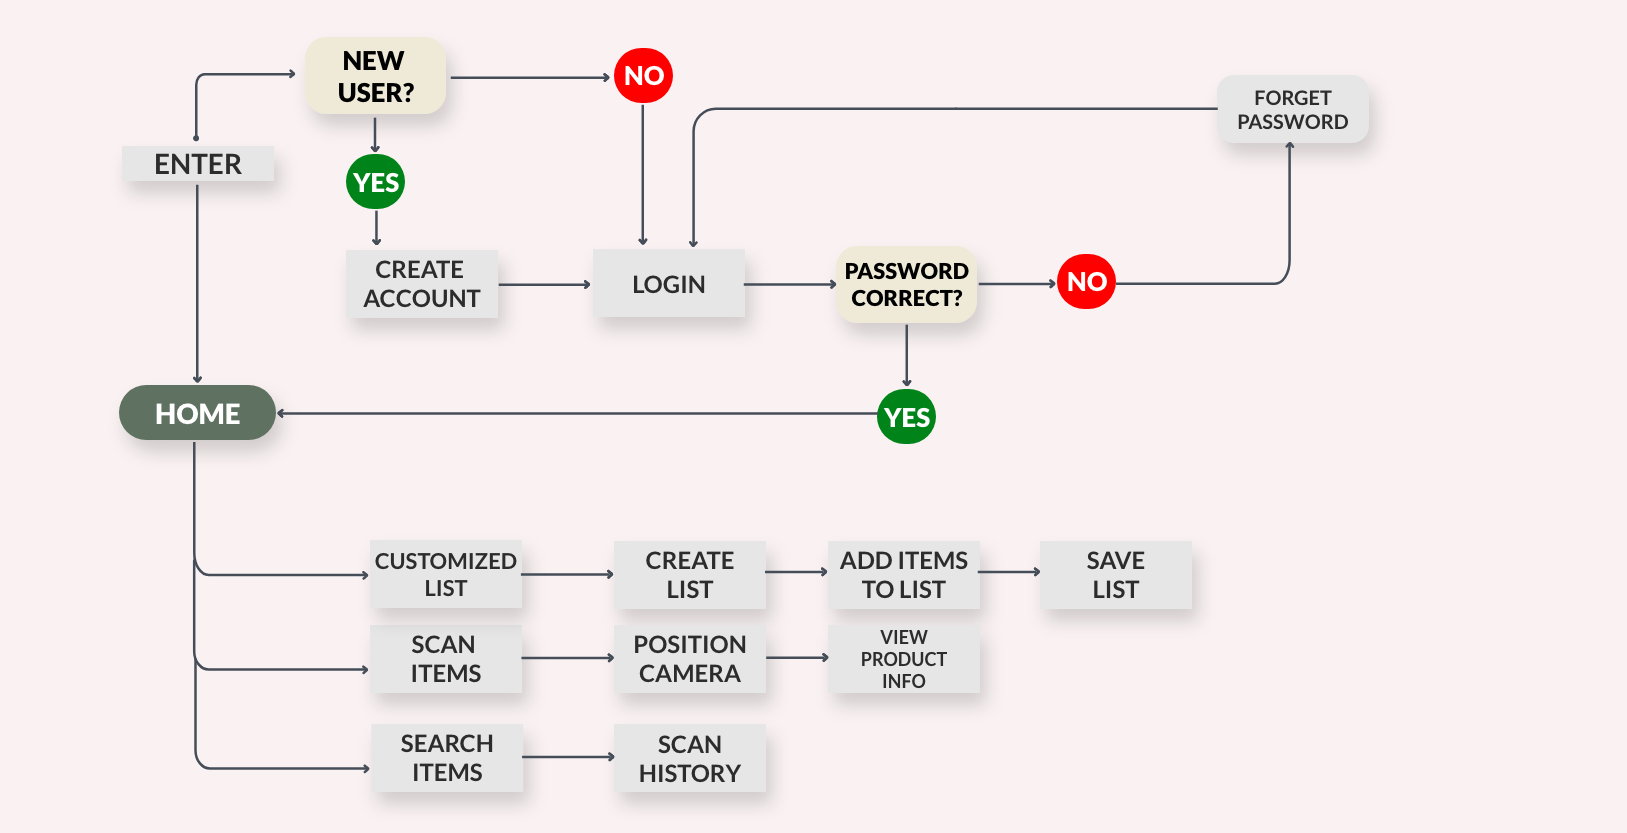 NEW
USER?
NO
FORGET
PASSWORD
ENTER
YES
CREATE
ACCOUNT
LOGIN
PASSWORD
CORRECT?
NO
HOME
YES
CUSTOMIZED
LIST
CREATE
LIST
ADD ITEMS
TO LIST
SAVE
LIST
SCAN
ITEMS
POSITION
CAMERA
VIEW
PRODUCT
INFO
SEARCH
ITEMS
SCAN
HISTORY